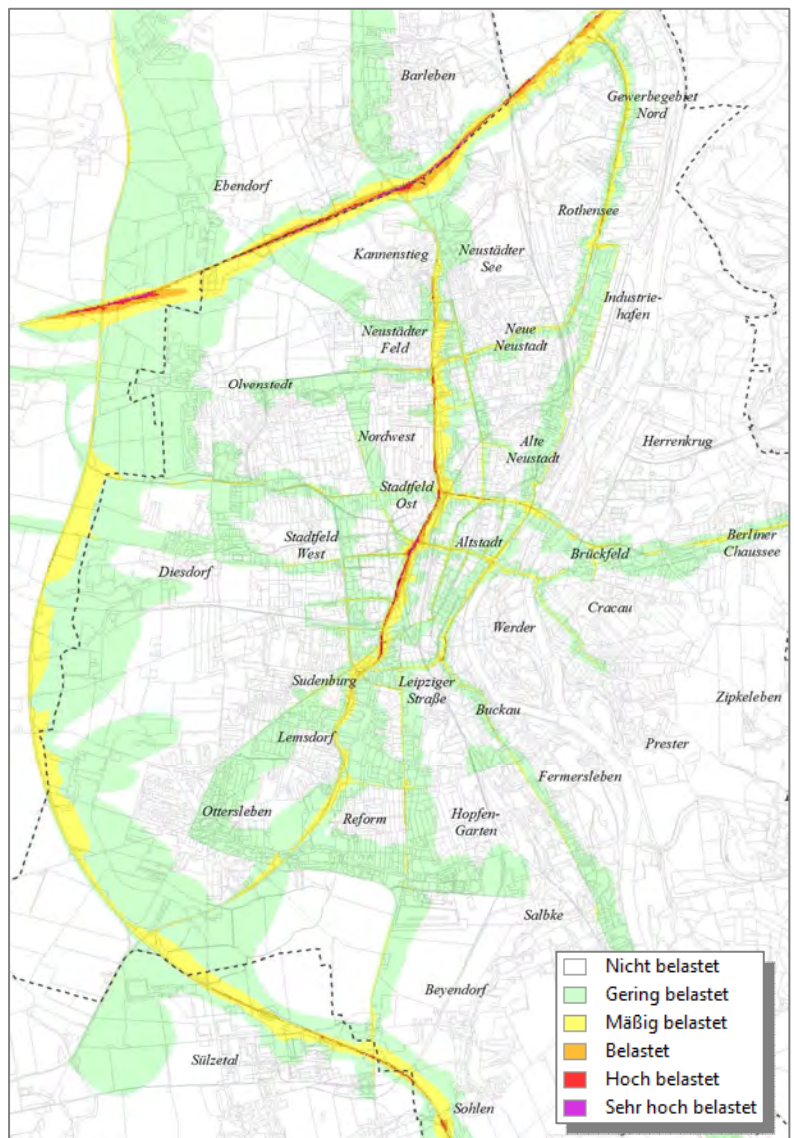 Barleben
Gewerbegebiet
Nord
Ebendorf
Rothensee
Kannenstieg
Neustädter
See
Industrie-
hafen
Neustädter
Feld
Neue
Neustadt
Olvenstedt
Nordwest
Alte
Neustadt
Herrenkrug
Stadtfeld
Ost
Stadtfeld
West
Altstadt
Berliner
Chaussee
Brückfeld
Diesdorf
Cracau
Werder
Sudenburg
Leipziger
Straße
Zipkeleben
Buckau
Lemsdorf
Prester
Fermersleben
Ottersleben
Reform
Hopfen-
Garten
Salbke
Beyendorf
Sülzetal
Sohlen
Nicht belastet
Gering belastet
Mäßig belastet
Belastet
Hoch belastet
Sehr hoch belastet